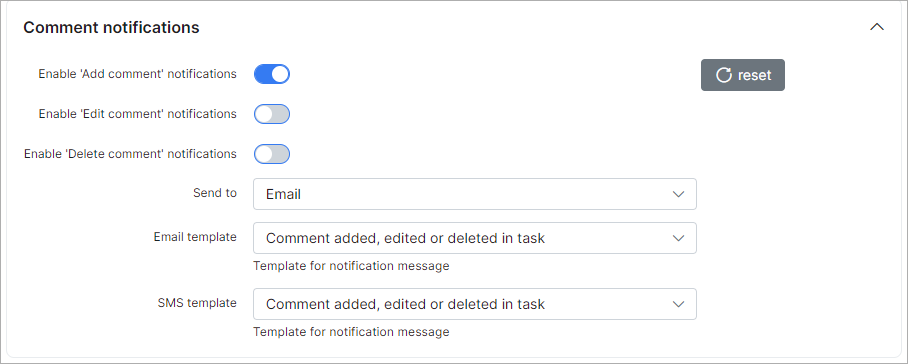 Comment notifications
Enable 'Add comment' notifications
reset
Enable 'Edit comment' notifications
Enable 'Delete comment' notifications
Send to
Email
Email template
Comment added, edited or deleted in task
Template for notification message
SMS template
Comment added, edited or deleted in task
Template for notification message